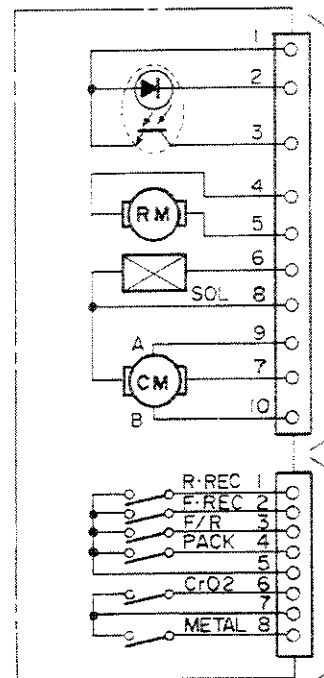 1
2
3
4
RM
5
6
SOL 8
A 9
CM 7
B 10
R·REC 1
F·REC 2
F/R 3
PACK 4
5
CrO2 6
7
METAL 8